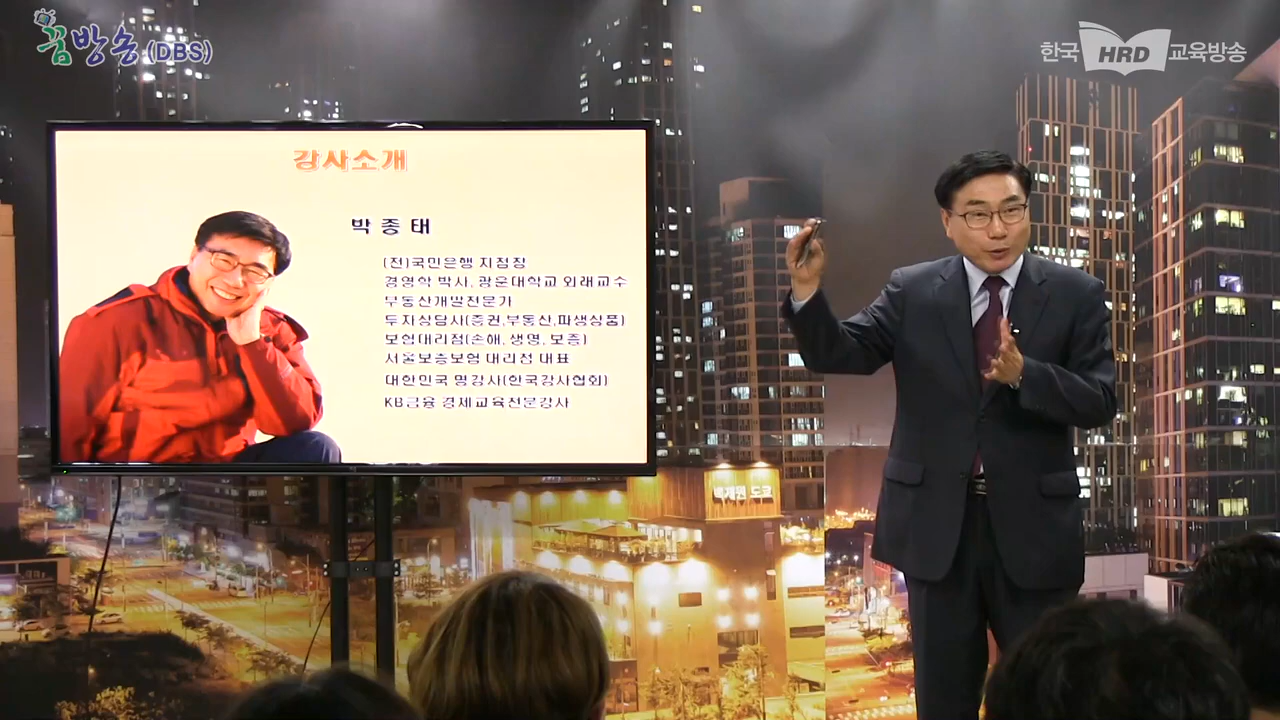 꿈방송(DBS)
한국 HRD 교육방송
강사소개
박종태
(전)국민은행 지점장
경영학 박사, 광운대학교 외래교수
부동산개발전문가
투자상담사(증권,부동산,파생상품)
보험대리점(손해, 생명, 보증)
서울보증보험 대리점 대표
대한민국 명강사(한국강사협회)
KB금융 경제교육전문강사